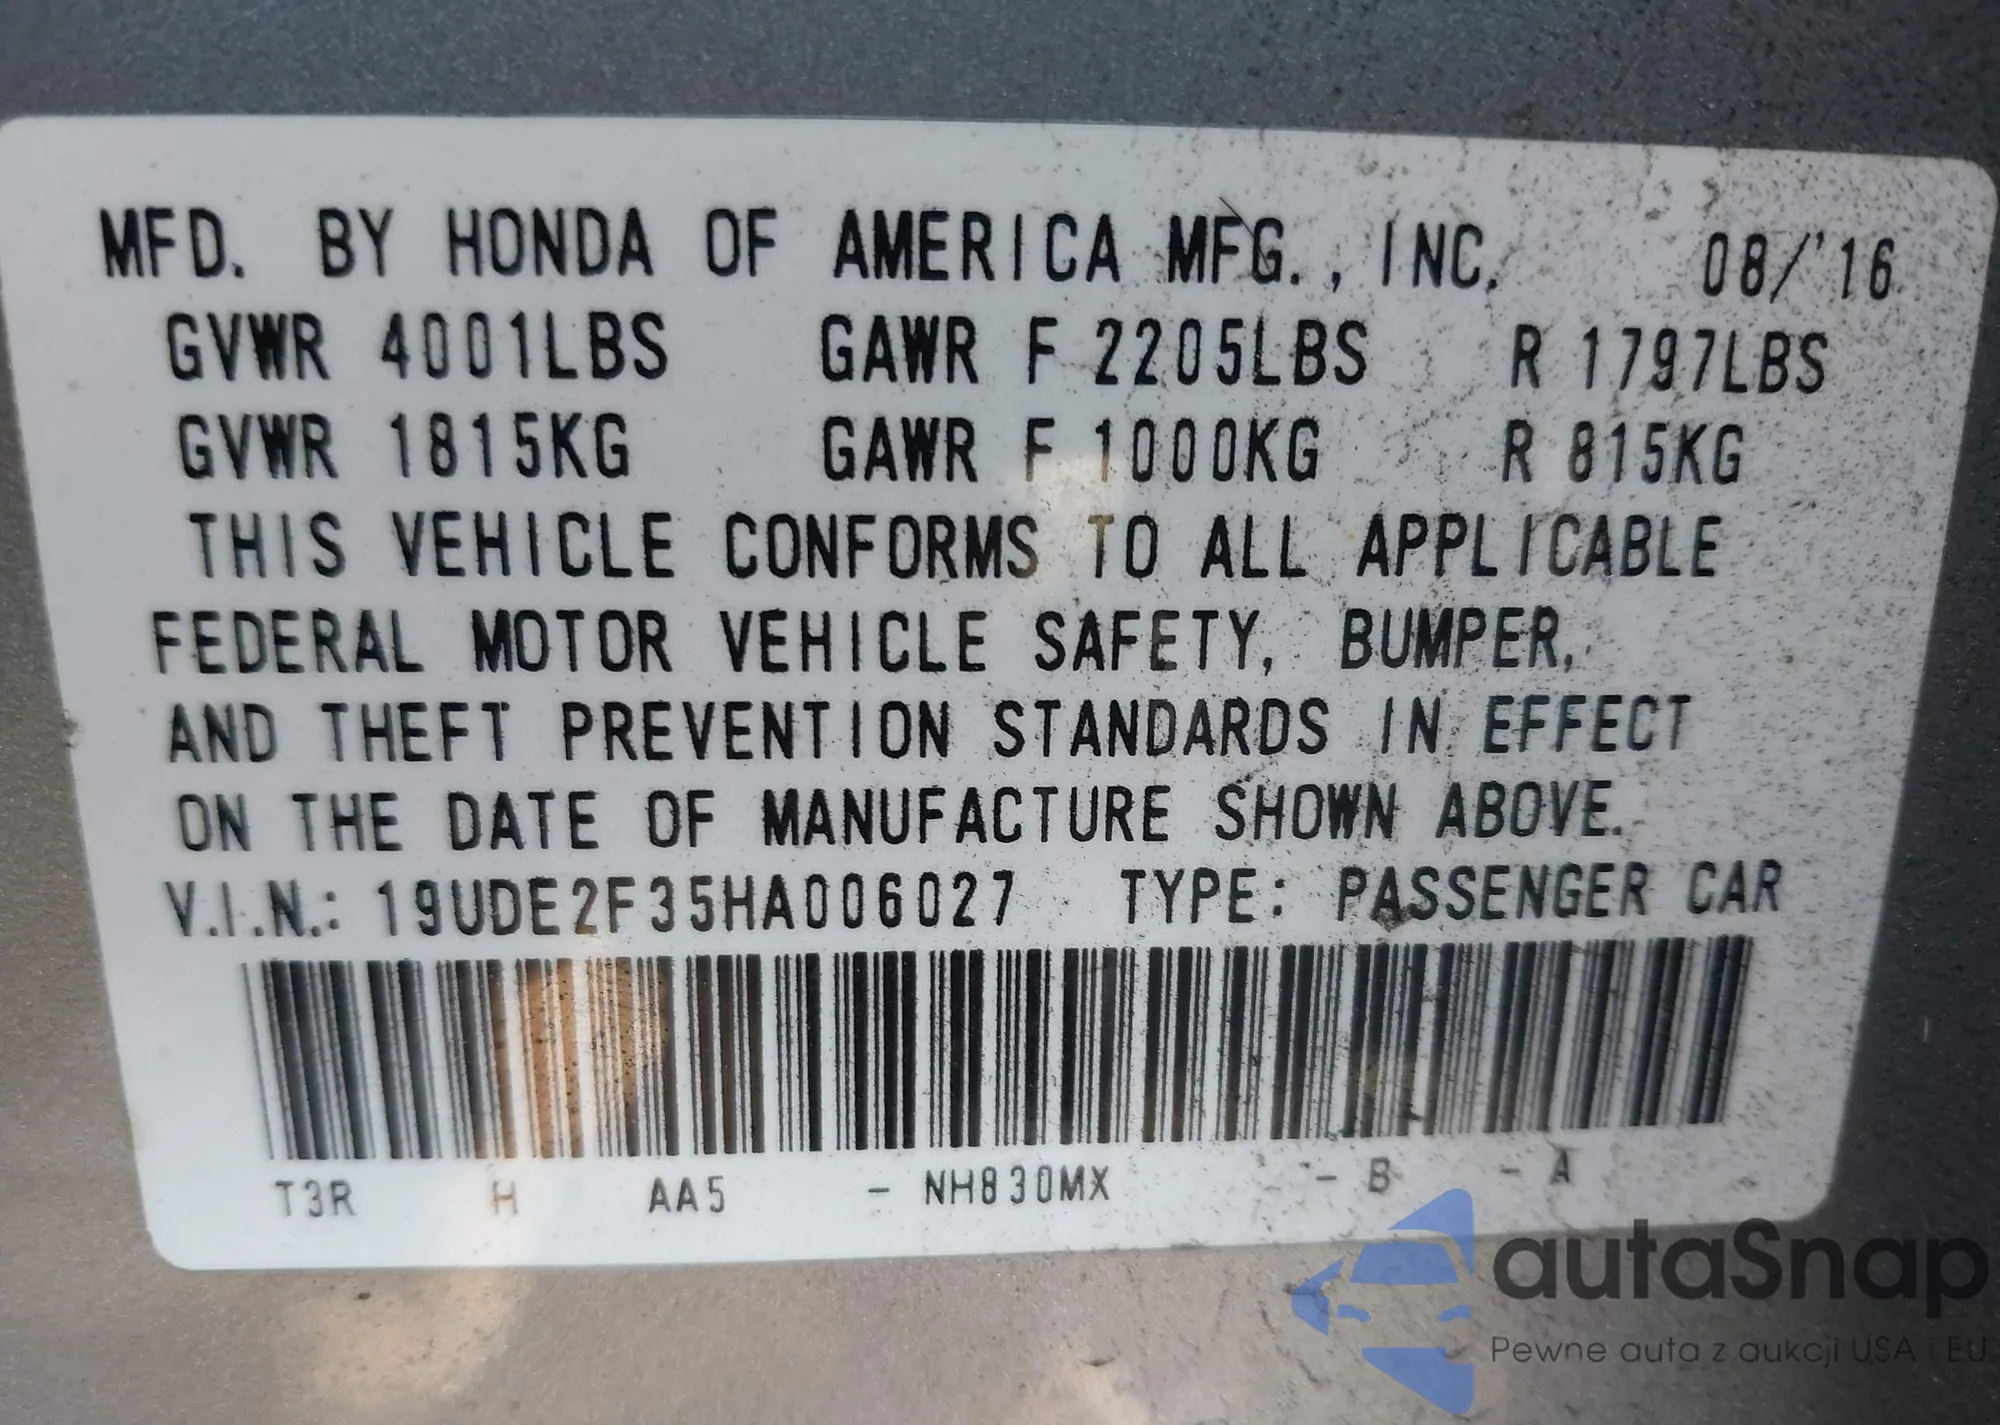 MFD. BY HONDA OF AMERICA MFG., INC. 08/'16
GVWR 4001LBS GAWR F 2205LBS R 1797LBS
GVWR 1815KG GAWR F 1000KG R 815KG
THIS VEHICLE CONFORMS TO ALL APPLICABLE
FEDERAL MOTOR VEHICLE SAFETY, BUMPER,
AND THEFT PREVENTION STANDARDS IN EFFECT
ON THE DATE OF MANUFACTURE SHOWN ABOVE.
V.I.N.: 19UDE2F35HA006027 TYPE: PASSENGER CAR
T3R H AA5 - NH830MX - B - A
autaSnap
Pewne auta z aukcji USA i EU